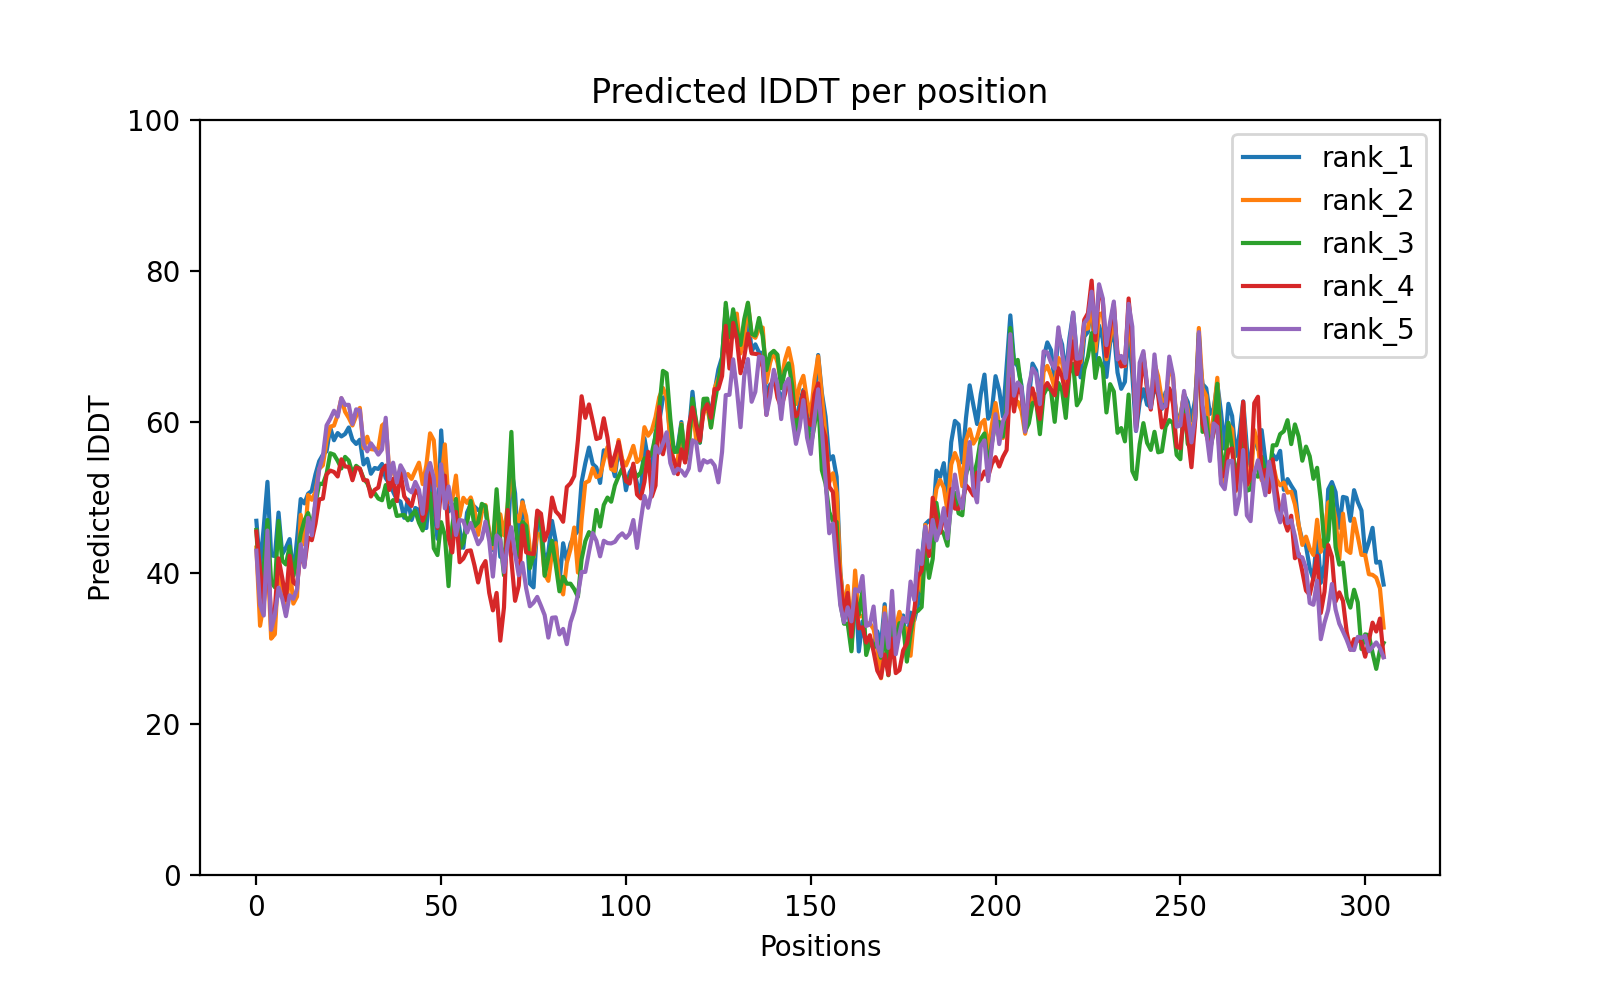 Predicted lDDT per position
100
80
60
40
20
0
Predicted lDDT
rank_1
rank_2
rank_3
rank_4
rank_5
0 50 100 150 200 250 300
Positions